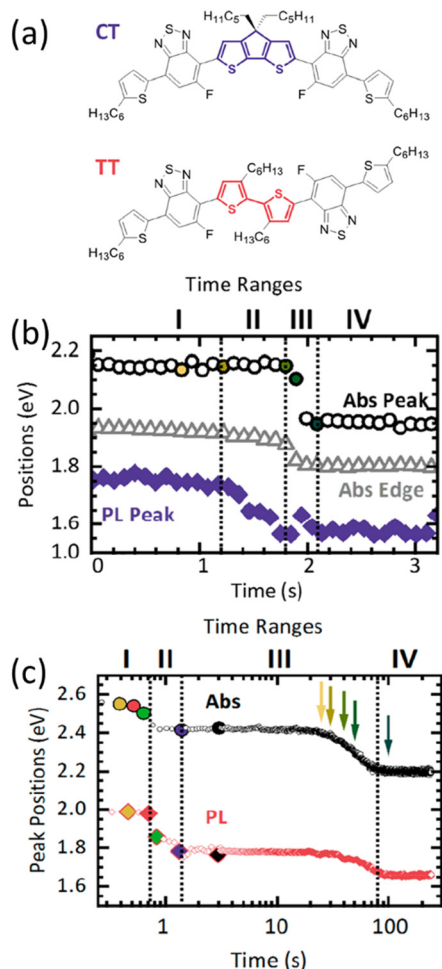 (a)
CT
H11C5 C5H11
N S N
N S N
S S S S
F F
H13C6 C6H13
TT
C6H13
C6H13
F
N S N
S S S S
F
N S N
H13C6
H13C6
Time Ranges
I II III IV
(b)
2.2
2.0
1.8
1.6
1.0
Positions (eV)
Abs Peak
Abs Edge
PL Peak
0 1 2 3
Time (s)
Time Ranges
I II III IV
(c)
2.6
2.4
2.2
2.0
1.8
1.6
Peak Positions (eV)
Abs
PL
1 10 100
Time (s)